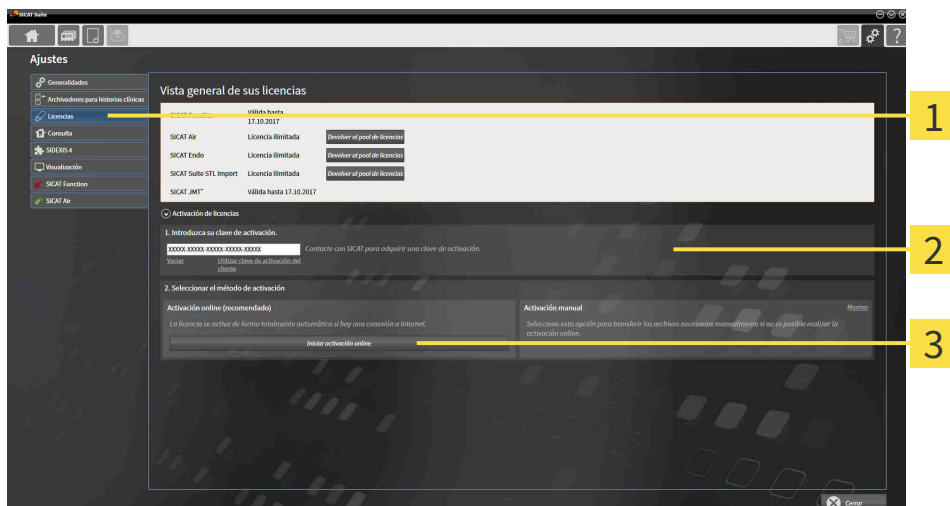 SICAT Suite
Ajustes
Generalidades
Archivadores para historias clínicas
Licencias
Consulta
SIDEXIS 4
Visualización
SICAT Function
SICAT Air
Vista general de sus licencias
SICAT Function Válida hasta 17.10.2017
SICAT Air Licencia ilimitada Devolver al pool de licencias
SICAT Endo Licencia ilimitada Devolver al pool de licencias
SICAT Suite STL Import Licencia ilimitada Devolver al pool de licencias
SICAT JMT+ Válida hasta 17.10.2017
Activación de licencias
1. Introduzca su clave de activación.
XXXXX-XXXXX-XXXXX-XXXXX-XXXXX
Contacte con SICAT para adquirir una clave de activación.
Vaciar
Utilizar clave de activación del
cliente
2. Seleccionar el método de activación
Activación online (recomendado)
La licencia se activa de forma totalmente automática si hay una conexión a Internet.
Iniciar activación online
Activación manual
Mostrar
Seleccione esta opción para transferir los archivos necesarios manualmente si no es posible realizar la
activación online.
Cerrar
1
2
3